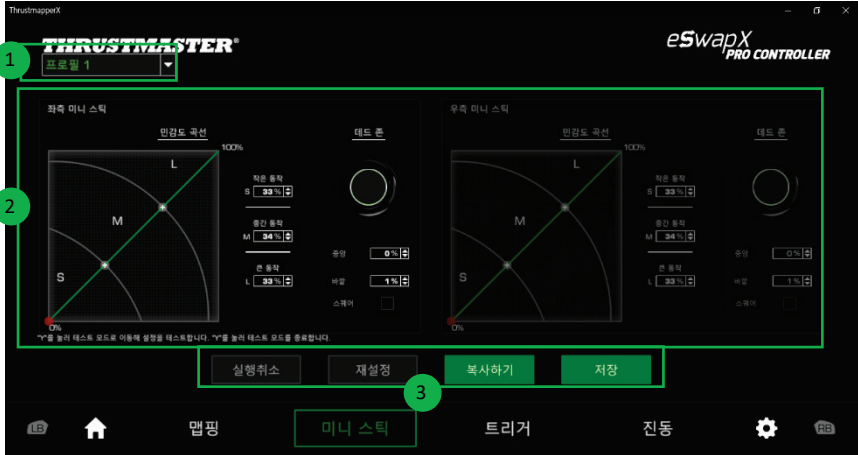 ThrustmapperX
THRUSTMASTER®
eSwapX
PRO CONTROLLER
1
프로필 1
2
좌측 미니 스틱
민감도 곡선
데드 존
100%
L
M
S
0%
작은 동작
S 33%
중간 동작
M 34%
큰 동작
L 33%
중앙 0%
바깥 1%
스퀘어
우측 미니 스틱
민감도 곡선
데드 존
100%
L
M
S
0%
작은 동작
S 33%
중간 동작
M 34%
큰 동작
L 33%
중앙 0%
바깥 1%
스퀘어
"Y"를 눌러 테스트 모드로 이동해 설정을 테스트합니다. "Y"를 눌러 테스트 모드를 종료합니다.
실행취소 재설정 복사하기 저장
3
LB 맵핑 미니 스틱 트리거 진동 RB